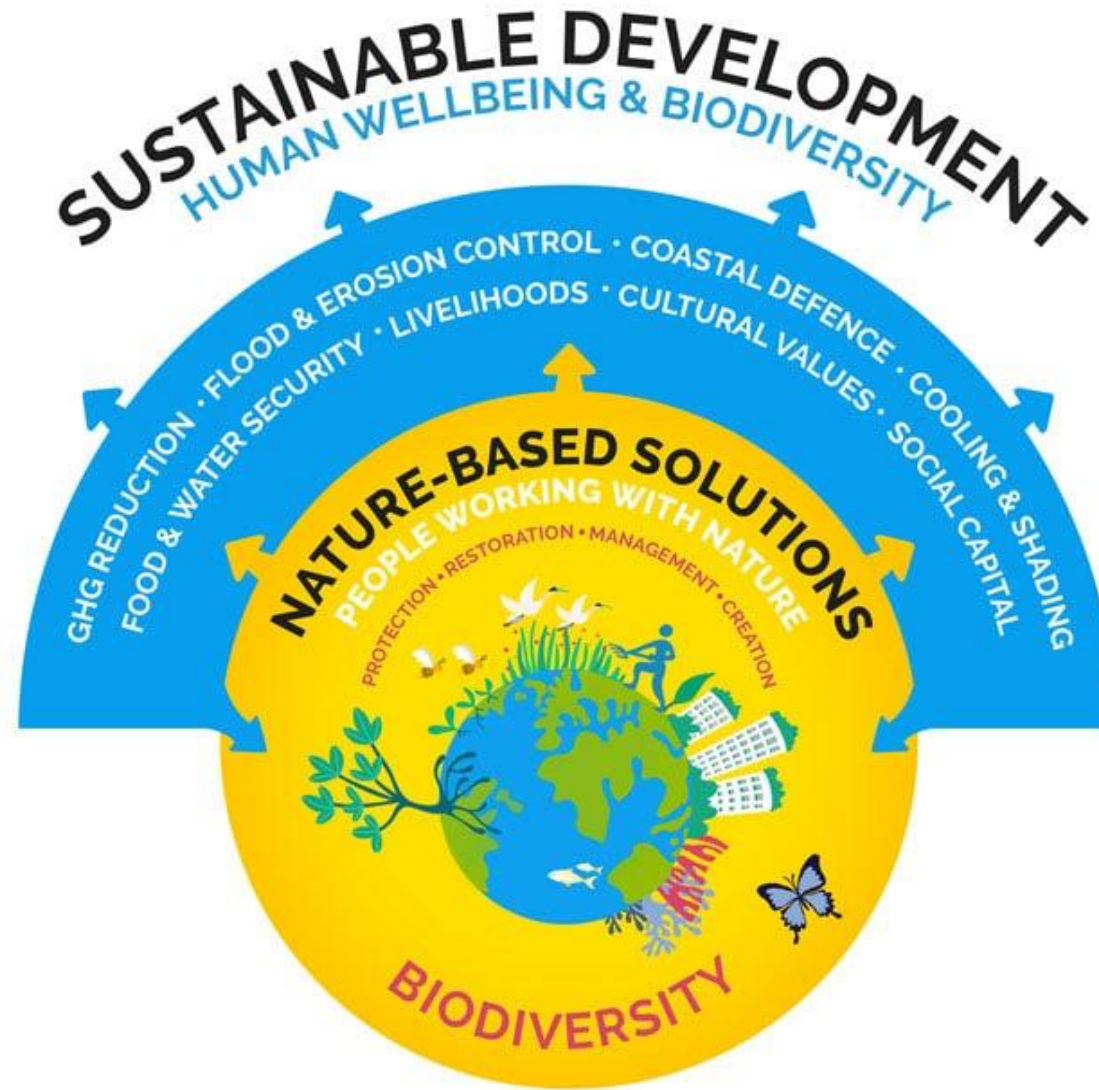 SUSTAINABLE DEVELOPMENT
HUMAN WELLBEING & BIODIVERSITY
GHG REDUCTION · FLOOD & EROSION CONTROL · COASTAL DEFENCE · COOLING & SHADING
FOOD & WATER SECURITY · LIVELIHOODS · CULTURAL VALUES · SOCIAL CAPITAL
NATURE-BASED SOLUTIONS
PEOPLE WORKING WITH NATURE
PROTECTION • RESTORATION • MANAGEMENT • CREATION
BIODIVERSITY